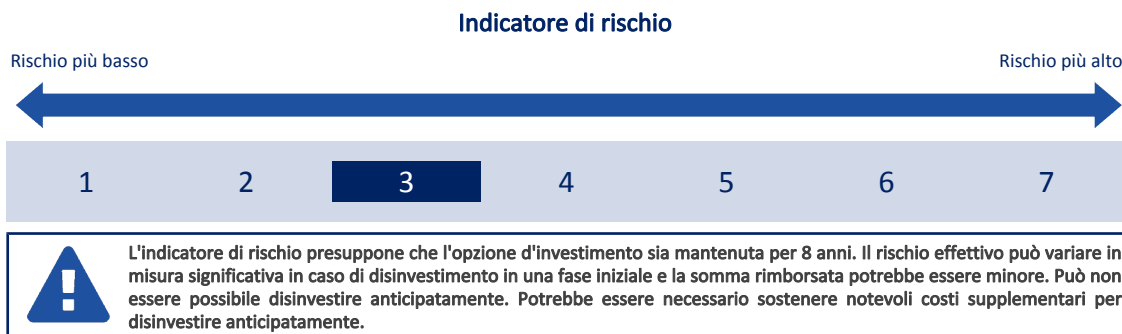 Indicatore di rischio
Rischio più basso Rischio più alto
1 2 3 4 5 6 7
L'indicatore di rischio presuppone che l'opzione d'investimento sia mantenuta per 8 anni. Il rischio effettivo può variare in
misura significativa in caso di disinvestimento in una fase iniziale e la somma rimborsata potrebbe essere minore. Può non
essere possibile disinvestire anticipatamente. Potrebbe essere necessario sostenere notevoli costi supplementari per
disinvestire anticipatamente.